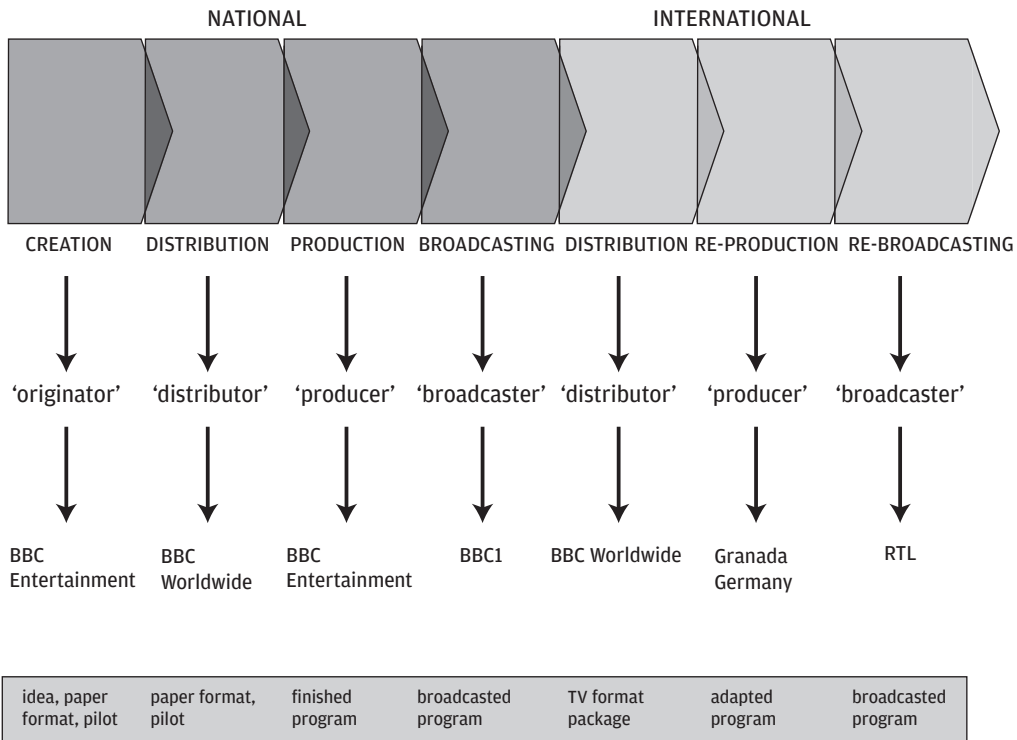 NATIONAL
INTERNATIONAL
CREATION
DISTRIBUTION
PRODUCTION
BROADCASTING
DISTRIBUTION
RE-PRODUCTION
RE-BROADCASTING
‘originator’
‘distributor’
‘producer’
‘broadcaster’
‘distributor’
‘producer’
‘broadcaster’
BBC
Entertainment
BBC
Worldwide
BBC
Entertainment
BBC1
BBC Worldwide
Granada
Germany
RTL
idea, paper
format, pilot
paper format,
pilot
finished
program
broadcasted
program
TV format
package
adapted
program
broadcasted
program